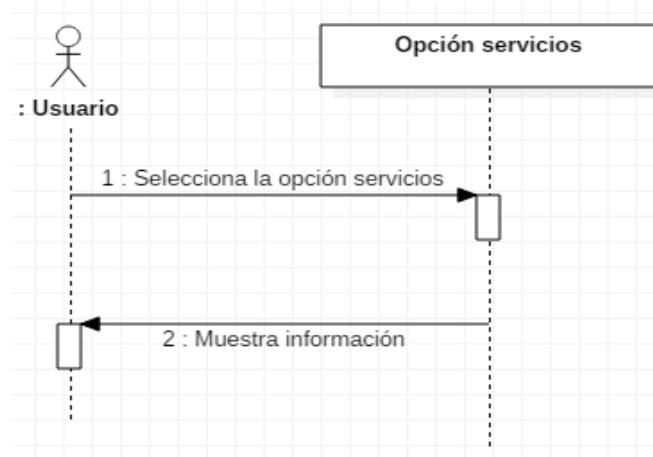 Opción servicios
: Usuario
1 : Selecciona la opción servicios
2 : Muestra información